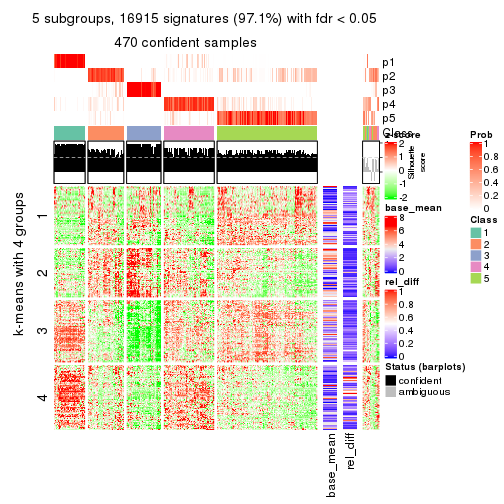 5 subgroups, 16915 signatures (97.1%) with fdr < 0.05
470 confident samples
p1
p2
p3
p4
p5
Class
z-score
2
1
0
-1
-2
Silhouette
score
Prob
1
0.8
0.6
0.4
0.2
0
k-means with 4 groups
1
2
3
4
base_mean
8
6
4
2
0
Class
1
2
3
4
5
rel_diff
1
0.8
0.6
0.4
0.2
0
Status (barplots)
confident
ambiguous
base_mean
rel_diff